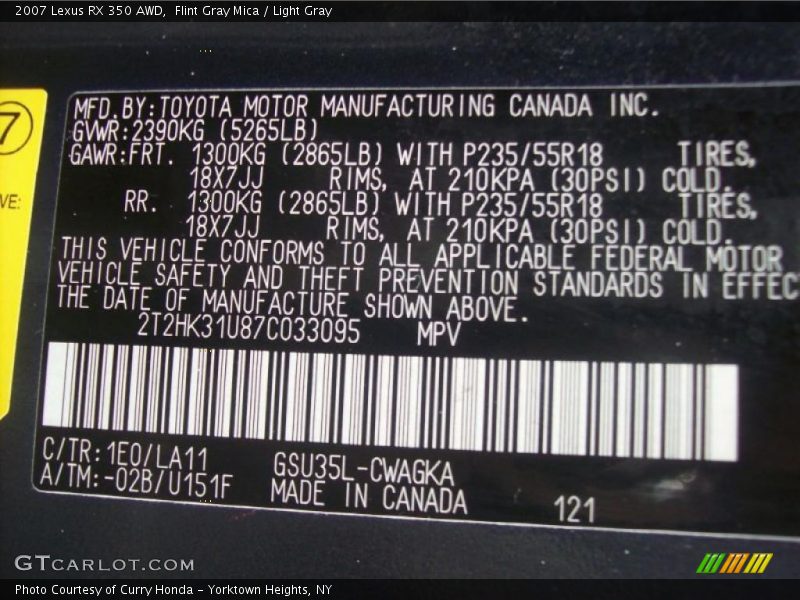 2007 Lexus RX 350 AWD,  Flint Gray Mica / Light Gray
7
VE:
MFD.BY:TOYOTA MOTOR MANUFACTURING CANADA INC.
GVWR:2390KG (5265LB)
GAWR:FRT. 1300KG (2865LB) WITH P235/55R18 TIRES,
18X7JJ RIMS, AT 210KPA (30PSI) COLD.
RR. 1300KG (2865LB) WITH P235/55R18 TIRES,
18X7JJ RIMS, AT 210KPA (30PSI) COLD.
THIS VEHICLE CONFORMS TO ALL APPLICABLE FEDERAL MOTOR
VEHICLE SAFETY AND THEFT PREVENTION STANDARDS IN EFFEC
THE DATE OF MANUFACTURE SHOWN ABOVE.
2T2HK31U87C033095 MPV
C/TR:1E0/LA11 GSU35L-CWAGKA
A/TM:-02B/U151F MADE IN CANADA 121
GTCARLOT.COM
Photo Courtesy of Curry Honda - Yorktown Heights, NY